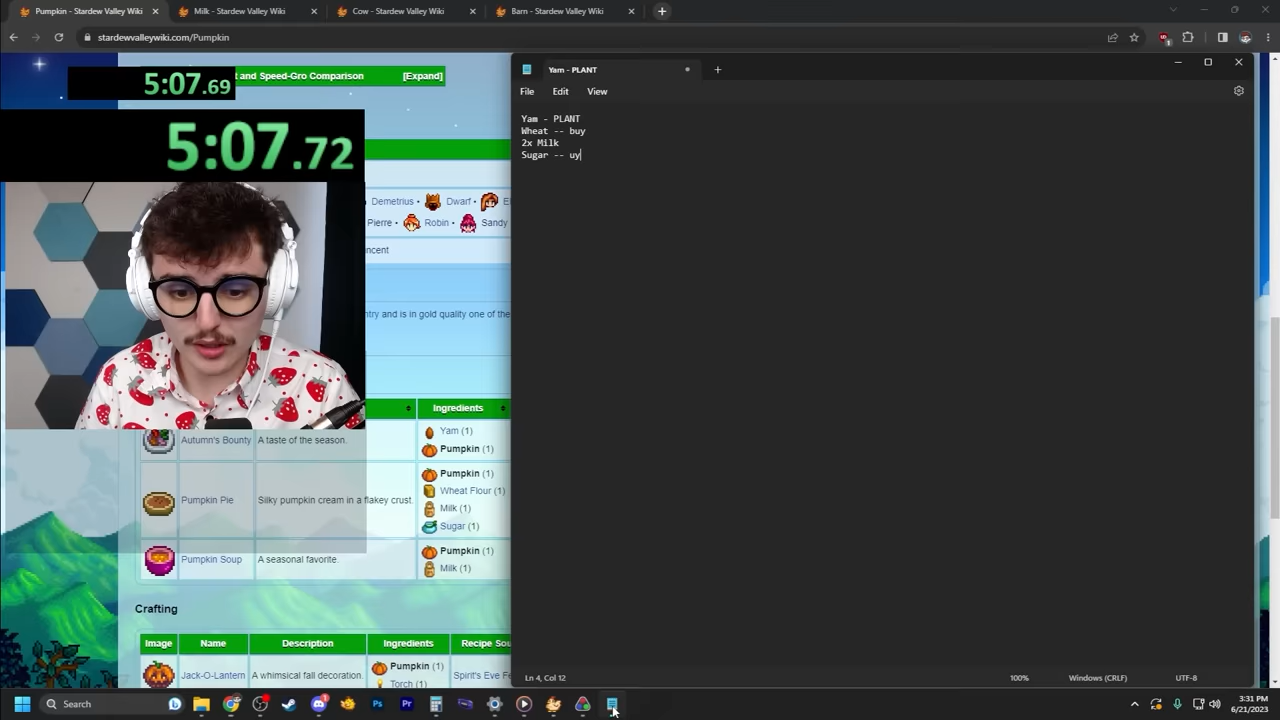 Pumpkin - Stardew Valley Wiki
Milk - Stardew Valley Wiki
Cow - Stardew Valley Wiki
Barn - Stardew Valley Wiki
stardewvalleywiki.com/Pumpkin
5:07.69
t and Speed-Gro Comparison
[Expand]
5:07.72
Demetrius • Dwarf •
Pierre • Robin • Sandy
ncent
ntry and is in gold quality one of the
Ingredients
Autumn's Bounty
A taste of the season.
Yam (1)
Pumpkin (1)
Pumpkin Pie
Silky pumpkin cream in a flakey crust.
Pumpkin (1)
Wheat Flour (1)
Milk (1)
Sugar (1)
Pumpkin Soup
A seasonal favorite.
Pumpkin (1)
Milk (1)
Crafting
Image
Name
Description
Ingredients
Recipe Sou
Jack-O-Lantern
A whimsical fall decoration.
Pumpkin (1)
Torch (1)
Spirit's Eve Fe
Yam - PLANT
File
Edit
View
Yam - PLANT
Wheat -- buy
2x Milk
Sugar -- uy
Ln 4, Col 12
100%
Windows (CRLF)
UTF-8
Search
3:31 PM
6/21/2023